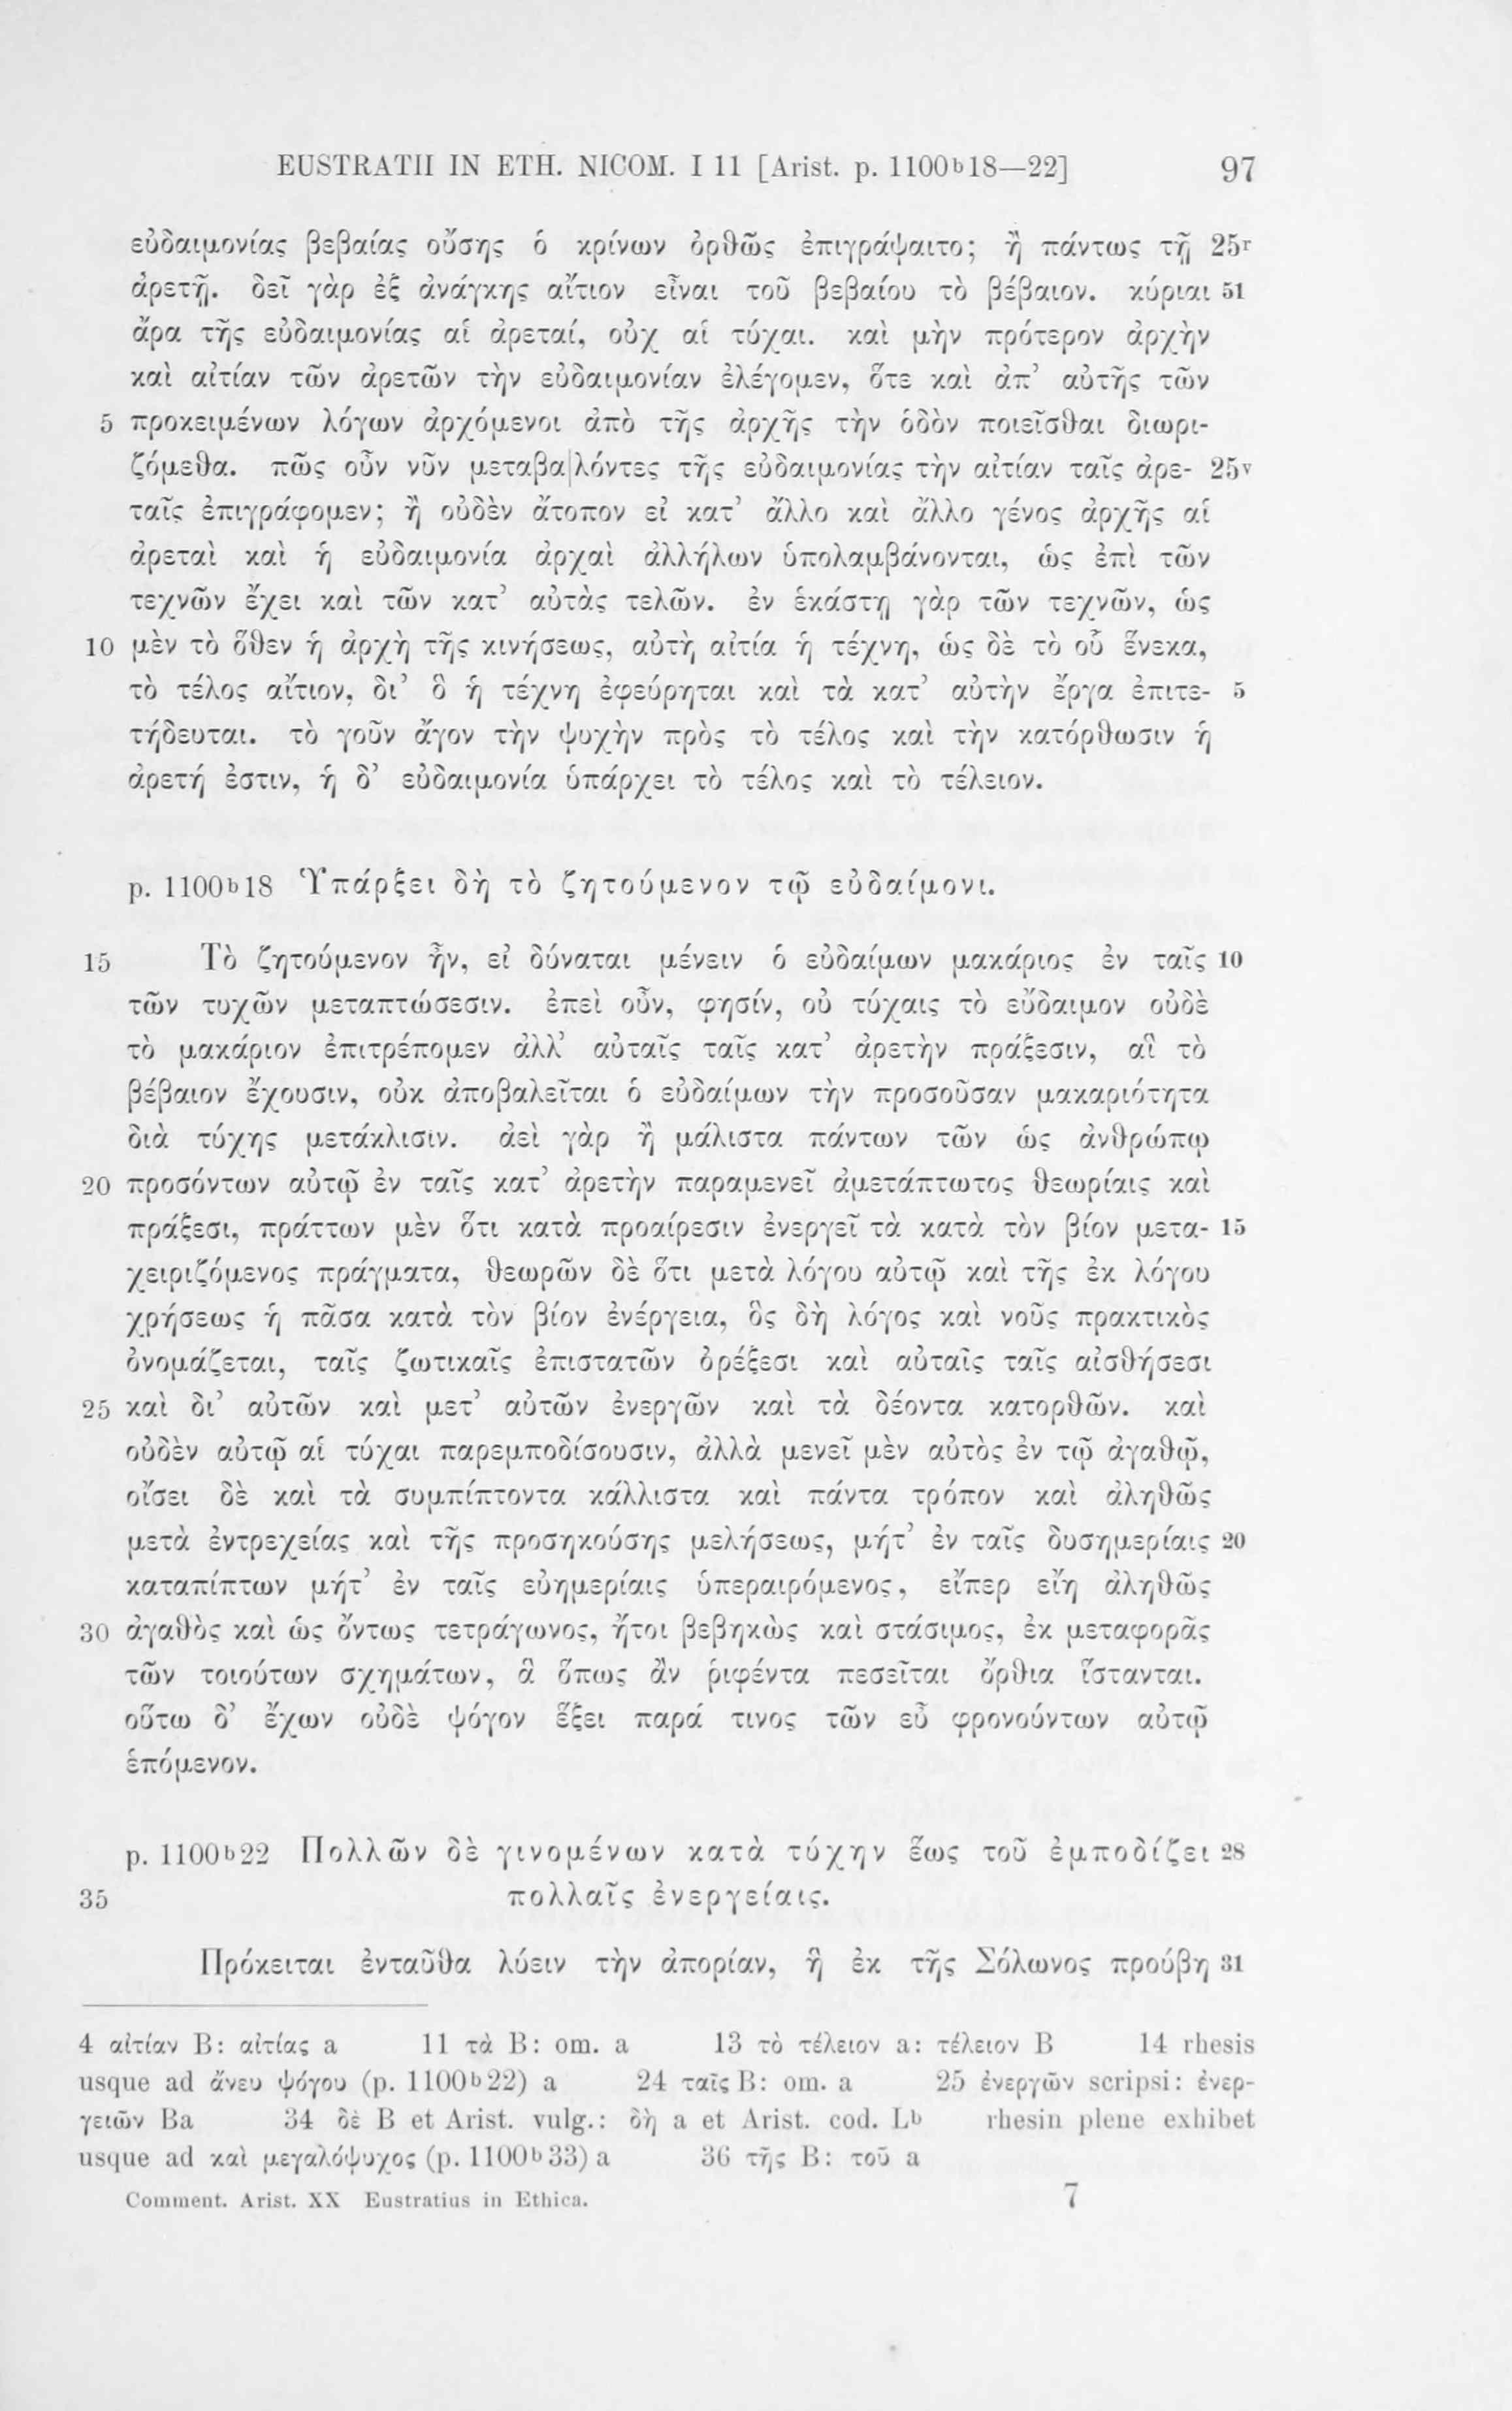 EUSTRATII IN ETH. NICOM. I 11 [Arist. p. 1100b18—22] 97
εὐδαιμονίας βεβαίας οὔσης ὁ κρίνων ὀρθῶς ἐπιγράψαιτο; ἢ πάντως τῇ 25r
ἀρετῇ. δεῖ γὰρ ἐξ ἀνάγκης αἴτιον εἶναι τοῦ βεβαίου τὸ βέβαιον. κύριαι 51
ἄρα τῆς εὐδαιμονίας αἱ ἀρεταί, οὐχ αἱ τύχαι. καὶ μὴν πρότερον ἀρχὴν
καὶ αἰτίαν τῶν ἀρετῶν τὴν εὐδαιμονίαν ἐλέγομεν, ὅτε καὶ ἀπ’ αὐτῆς τῶν
5 προκειμένων λόγων ἀρχόμενοι ἀπὸ τῆς ἀρχῆς τὴν ὁδὸν ποιεῖσθαι διωρι-
ζόμεθα. πῶς οὖν νῦν μεταβα|λόντες τῆς εὐδαιμονίας τὴν αἰτίαν ταῖς ἀρε- 25v
ταῖς ἐπιγράφομεν; ἢ οὐδὲν ἄτοπον εἰ κατ’ ἄλλο καὶ ἄλλο γένος ἀρχῆς αἱ
ἀρεταὶ καὶ ἡ εὐδαιμονία ἀρχαὶ ἀλλήλων ὑπολαμβάνονται, ὡς ἐπὶ τῶν
τεχνῶν ἔχει καὶ τῶν κατ’ αὐτὰς τελῶν. ἐν ἑκάστῃ γὰρ τῶν τεχνῶν, ὡς
10 μὲν τὸ ὅθεν ἡ ἀρχὴ τῆς κινήσεως, αὐτὴ αἰτία ἡ τέχνη, ὡς δὲ τὸ οὗ ἕνεκα,
τὸ τέλος αἴτιον, δι’ ὃ ἡ τέχνη ἐφεύρηται καὶ τὰ κατ’ αὐτὴν ἔργα ἐπιτε- 5
τήδευται. τὸ γοῦν ἄγον τὴν ψυχὴν πρὸς τὸ τέλος καὶ τὴν κατόρθωσιν ἡ
ἀρετή ἐστιν, ἡ δ’ εὐδαιμονία ὑπάρχει τὸ τέλος καὶ τὸ τέλειον.
p. 1100b18 Ὑπάρξει δὴ τὸ ζητούμενον τῷ εὐδαίμονι.
15 Τὸ ζητούμενον ἦν, εἰ δύναται μένειν ὁ εὐδαίμων μακάριος ἐν ταῖς 10
τῶν τυχῶν μεταπτώσεσιν. ἐπεὶ οὖν, φησίν, οὐ τύχαις τὸ εὔδαιμον οὐδὲ
τὸ μακάριον ἐπιτρέπομεν ἀλλ’ αὐταῖς ταῖς κατ’ ἀρετὴν πράξεσιν, αἳ τὸ
βέβαιον ἔχουσιν, οὐκ ἀποβαλεῖται ὁ εὐδαίμων τὴν προσοῦσαν μακαριότητα
διὰ τύχης μετάκλισιν. ἀεὶ γὰρ ἢ μάλιστα πάντων τῶν ὡς ἀνθρώπῳ
20 προσόντων αὐτῷ ἐν ταῖς κατ’ ἀρετὴν παραμενεῖ ἀμετάπτωτος θεωρίαις καὶ
πράξεσι, πράττων μὲν ὅτι κατὰ προαίρεσιν ἐνεργεῖ τὰ κατὰ τὸν βίον μετα- 15
χειριζόμενος πράγματα, θεωρῶν δὲ ὅτι μετὰ λόγου αὐτῷ καὶ τῆς ἐκ λόγου
χρήσεως ἡ πᾶσα κατὰ τὸν βίον ἐνέργεια, ὃς δὴ λόγος καὶ νοῦς πρακτικὸς
ὀνομάζεται, ταῖς ζωτικαῖς ἐπιστατῶν ὀρέξεσι καὶ αὐταῖς ταῖς αἰσθήσεσι
25 καὶ δι’ αὐτῶν καὶ μετ’ αὐτῶν ἐνεργῶν καὶ τὰ δέοντα κατορθῶν. καὶ
οὐδὲν αὐτῷ αἱ τύχαι παρεμποδίσουσιν, ἀλλὰ μενεῖ μὲν αὐτὸς ἐν τῷ ἀγαθῷ,
οἴσει δὲ καὶ τὰ συμπίπτοντα κάλλιστα καὶ πάντα τρόπον καὶ ἀληθῶς
μετὰ ἐντρεχείας καὶ τῆς προσηκούσης μελήσεως, μήτ’ ἐν ταῖς δυσημερίαις 20
καταπίπτων μήτ’ ἐν ταῖς εὐημερίαις ὑπεραιρόμενος, εἴπερ εἴη ἀληθῶς
30 ἀγαθὸς καὶ ὡς ὄντως τετράγωνος, ἤτοι βεβηκὼς καὶ στάσιμος, ἐκ μεταφορᾶς
τῶν τοιούτων σχημάτων, ἃ ὅπως ἂν ῥιφέντα πεσεῖται ὄρθια ἵστανται.
οὕτω δ’ ἔχων οὐδὲ ψόγον ἕξει παρά τινος τῶν εὖ φρονούντων αὐτῷ
ἑπόμενον.
p. 1100b22 Πολλῶν δὲ γινομένων κατὰ τύχην ἕως τοῦ ἐμποδίζει 28
35 πολλαῖς ἐνεργείαις.
Πρόκειται ἐνταῦθα λύειν τὴν ἀπορίαν, ἣ ἐκ τῆς Σόλωνος προύβη 31
4 αἰτίαν B: αἰτίας a 11 τὰ B: om. a 13 τὸ τέλειον a: τέλειον B 14 rhesis
usque ad ἄνευ ψόγου (p. 1100b22) a 24 ταῖς B: om. a 25 ἐνεργῶν scripsi: ἐνερ-
γειῶν Ba 34 δὲ B et Arist. vulg.: δὴ a et Arist. cod. Lb rhesin plene exhibet
usque ad καὶ μεγαλόψυχος (p. 1100b33) a 36 τῆς B: τοῦ a
Comment. Arist. XX Eustratius in Ethica. 7